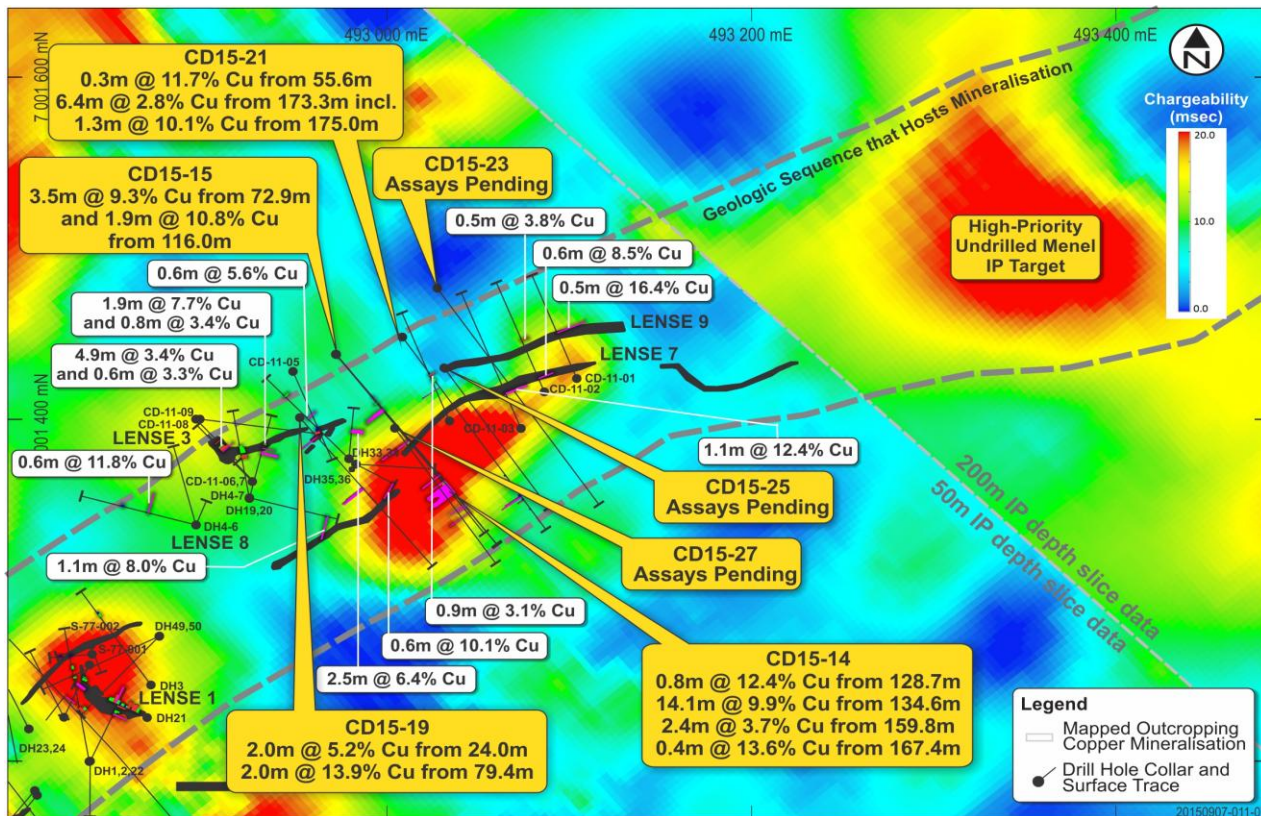 493 000 mE
493 200 mE
493 400 mE
7 001 600 mN
001 400 mN
N
Chargeability
(msec)
20.0
10.0
0.0
CD15-21
0.3m @ 11.7% Cu from 55.6m
6.4m @ 2.8% Cu from 173.3m incl.
1.3m @ 10.1% Cu from 175.0m
CD15-23
Assays Pending
Geologic Sequence that Hosts Mineralisation
CD15-15
3.5m @ 9.3% Cu from 72.9m
and 1.9m @ 10.8% Cu
from 116.0m
High-Priority
Undrilled Menel
IP Target
0.5m @ 3.8% Cu
0.6m @ 8.5% Cu
0.5m @ 16.4% Cu
0.6m @ 5.6% Cu
1.9m @ 7.7% Cu
and 0.8m @ 3.4% Cu
4.9m @ 3.4% Cu
and 0.6m @ 3.3% Cu
LENSE 9
LENSE 7
CD-11-05
CD-11-01
CD-11-02
CD-11-03
CD-11-09
CD-11-08
LENSE 3
0.6m @ 11.8% Cu
1.1m @ 12.4% Cu
DH33,34
DH35,36
CD-11-06,7
DH4-7
DH19,20
DH4-6
LENSE 8
CD15-25
Assays Pending
200m IP depth slice data
50m IP depth slice data
CD15-27
Assays Pending
1.1m @ 8.0% Cu
0.9m @ 3.1% Cu
0.6m @ 10.1% Cu
2.5m @ 6.4% Cu
S-77-002
DH49,50
S-77-001
DH3
LENSE 1
DH21
DH23,24
DH1,2,22
CD15-19
2.0m @ 5.2% Cu from 24.0m
2.0m @ 13.9% Cu from 79.4m
CD15-14
0.8m @ 12.4% Cu from 128.7m
14.1m @ 9.9% Cu from 134.6m
2.4m @ 3.7% Cu from 159.8m
0.4m @ 13.6% Cu from 167.4m
Legend
Mapped Outcropping
Copper Mineralisation
Drill Hole Collar and
Surface Trace
20150907-011-0